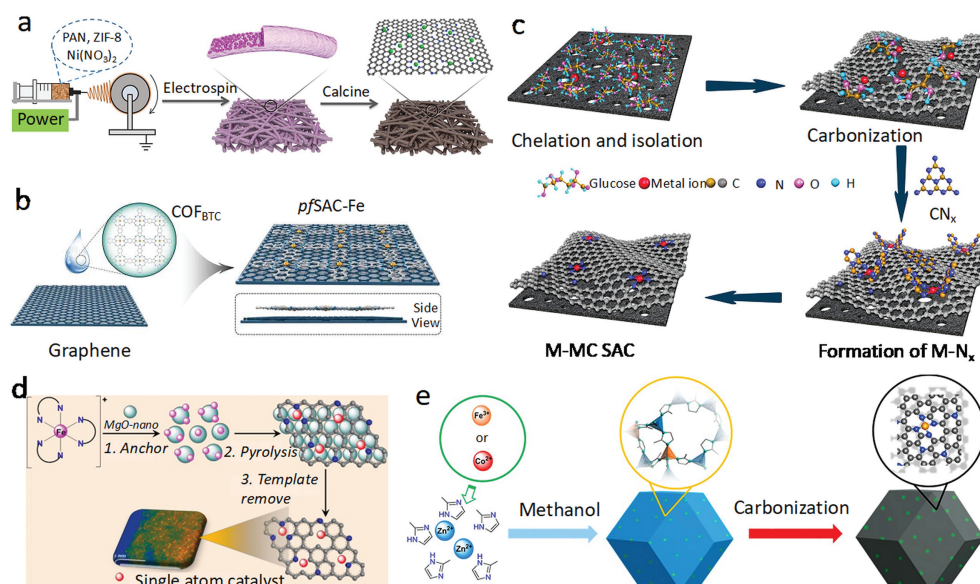 a
PAN, ZIF-8
Ni(NO₃)₂
Power
Electrospin
Calcine
b
COF_BTC
pfSAC-Fe
Graphene
Side
View
c
Chelation and isolation
Carbonization
Glucose
Metal ion
C
N
O
H
CNₓ
M-MC SAC
Formation of M-Nₓ
d
N
N
N
Fe
N
N
N
+
MgO-nano
1. Anchor
2. Pyrolysis
3. Template
remove
Single atom catalyst
e
Fe³⁺
or
Co²⁺
Zn²⁺
Zn²⁺
Methanol
Carbonization